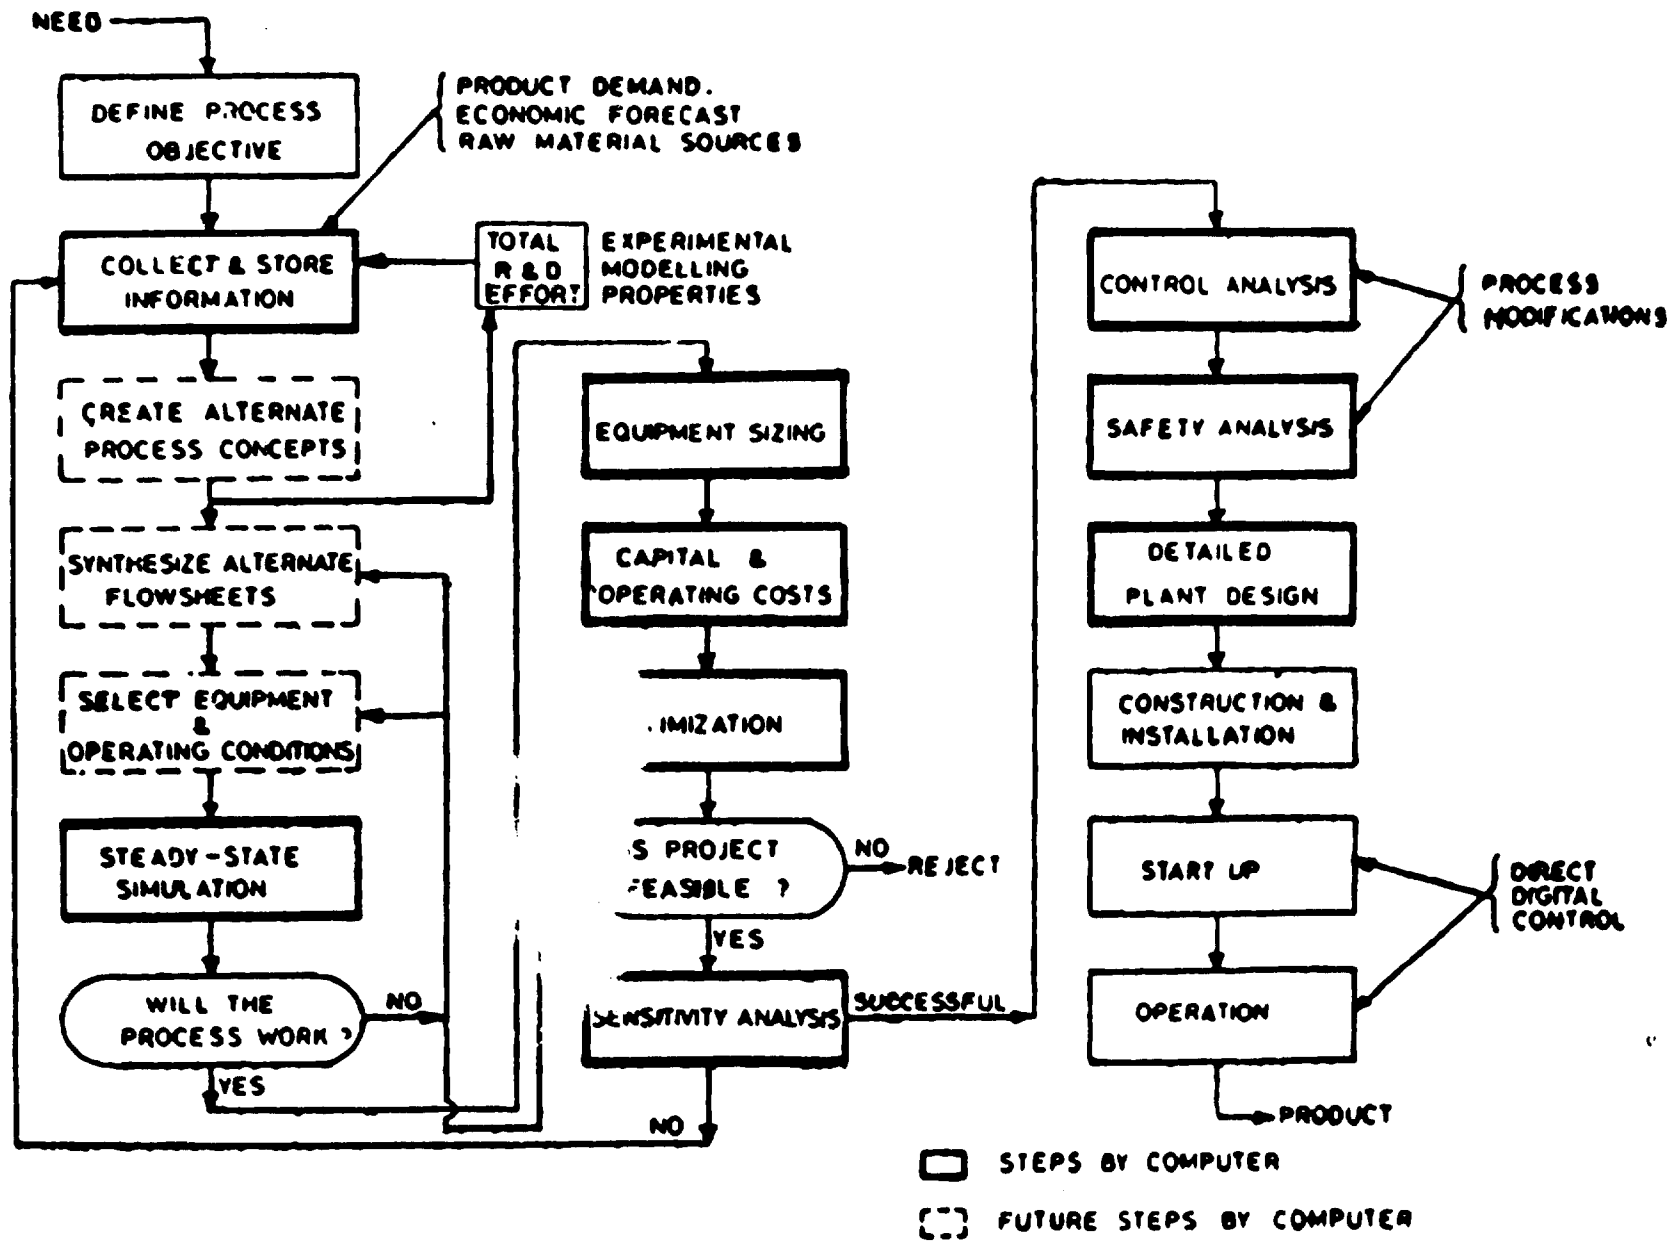 NEED
DEFINE PROCESS
OBJECTIVE
PRODUCT DEMAND.
ECONOMIC FORECAST
RAW MATERIAL SOURCES
COLLECT & STORE
INFORMATION
TOTAL
R & D
EFFORT
EXPERIMENTAL
MODELLING
PROPERTIES
CREATE ALTERNATE
PROCESS CONCEPTS
SYNTHESIZE ALTERNATE
FLOWSHEETS
SELECT EQUIPMENT
&
OPERATING CONDITIONS
STEADY-STATE
SIMULATION
WILL THE
PROCESS WORK ?
NO
YES
EQUIPMENT SIZING
CAPITAL &
OPERATING COSTS
IMIZATION
S PROJECT
FEASIBLE ?
NO
REJECT
YES
SENSITIVITY ANALYSIS
SUCCESSFUL
NO
CONTROL ANALYSIS
PROCESS
MODIFICATIONS
SAFETY ANALYSIS
DETAILED
PLANT DESIGN
CONSTRUCTION &
INSTALLATION
START UP
DIRECT
DIGITAL
CONTROL
OPERATION
PRODUCT
STEPS BY COMPUTER
FUTURE STEPS BY COMPUTER